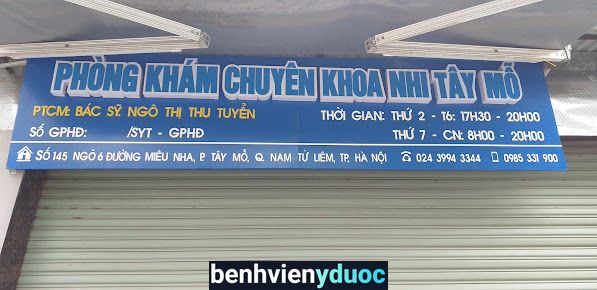 PHÒNG KHÁM CHUYÊN KHOA NHI TÂY MỖ
PTCM: BÁC SỸ. NGÔ THỊ THU TUYỂN
THỜI GIAN: THỨ 2 - T6: 17H30 - 20H00
SỐ GPHĐ: /SYT - GPHĐ
THỨ 7 - CN: 8H00 - 20H00
SỐ 145 NGÕ 6 ĐƯỜNG MIÊU NHA, P. TÂY MỖ, Q. NAM TỪ LIÊM, TP. HÀ NỘI 024 3994 3344 0985 331 900
benhvienyduoc